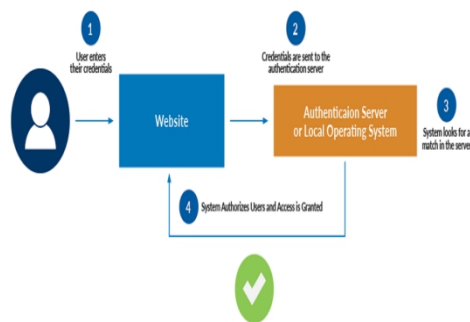 1
User enters
their credentials
2
Credentials are sent to the
authentication server
Website
Authenticaion Server
or Local Operating System
3
System looks for a
match in the server
4
System Authorizes Users and Access is Granted